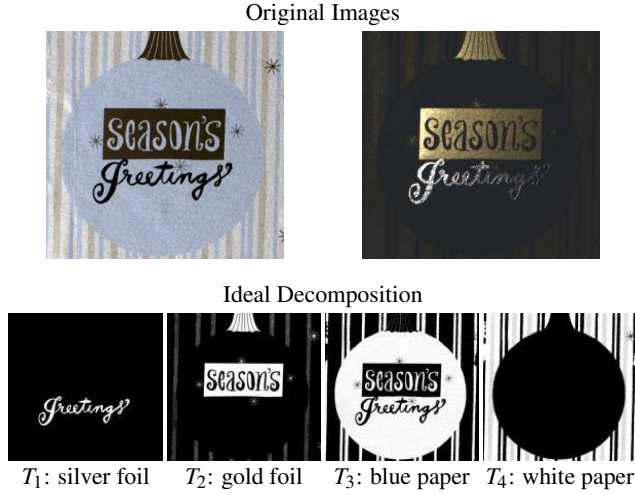 Original Images
season's season's
Greetings Greetings
Ideal Decomposition
Greetings season's season's
Greetings
T1: silver foil T2: gold foil T3: blue paper T4: white paper